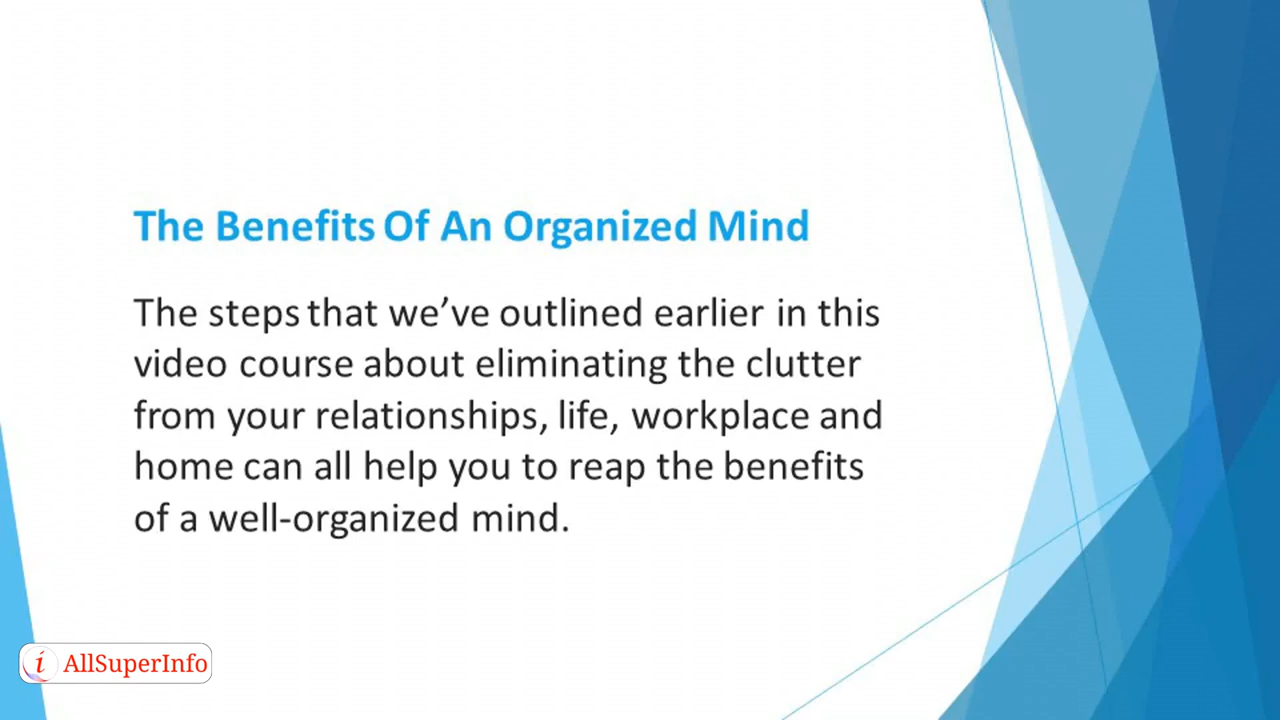 The Benefits Of An Organized Mind
The steps that we’ve outlined earlier in this
video course about eliminating the clutter
from your relationships, life, workplace and
home can all help you to reap the benefits
of a well-organized mind.
i AllSuperInfo